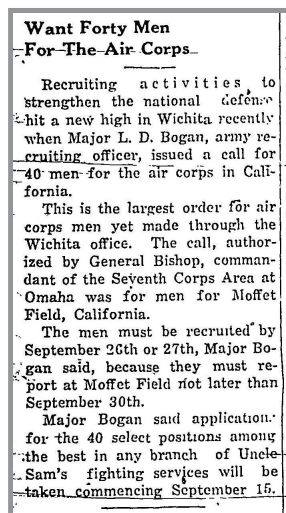 Want Forty Men
For The Air Corps
Recruiting activities to
strengthen the national defense
hit a new high in Wichita recently
when Major L. D. Bogan, army re-
cruiting officer, issued a call for
40 men for the air corps in Cali-
fornia.
This is the largest order for air
corps men yet made through the
Wichita office. The call, author-
ized by General Bishop, comman-
dant of the Seventh Corps Area at
Omaha was for men for Moffet
Field, California.
The men must be recruited by
September 26th or 27th, Major Bo-
gan said, because they must re-
port at Moffet Field not later than
September 30th.
Major Bogan said application
for the 40 select positions among
the best in any branch of Uncle
Sam's fighting services will be
taken commencing September 15.